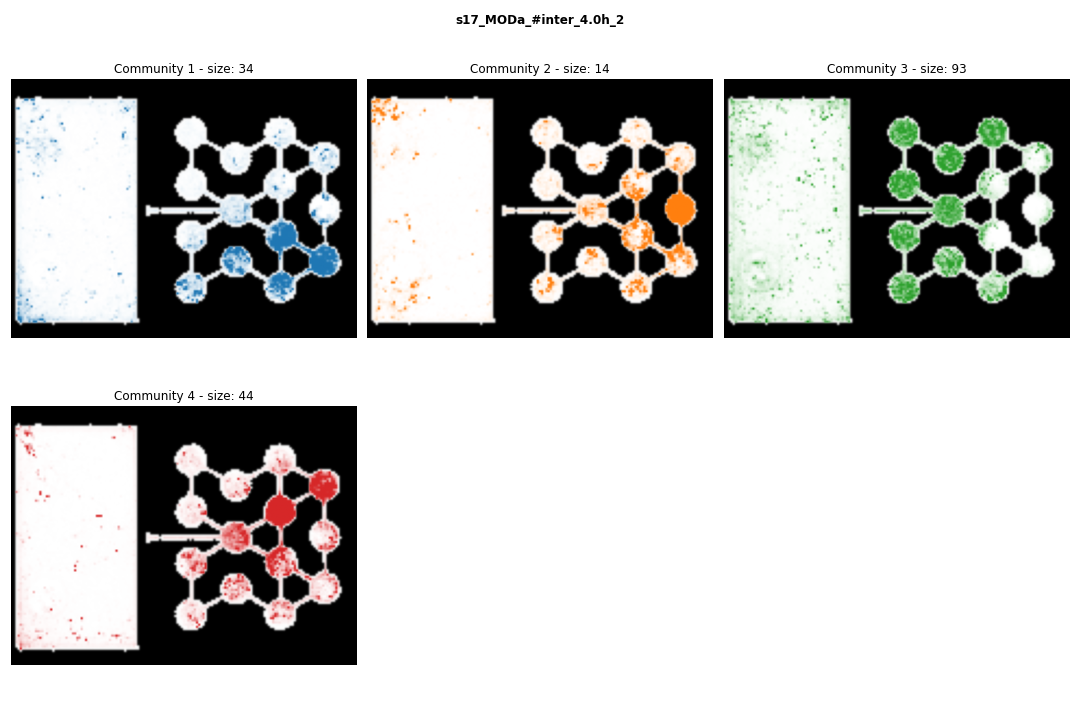 s17_MODa_#inter_4.0h_2
Community 1 - size: 34
Community 2 - size: 14
Community 3 - size: 93
Community 4 - size: 44